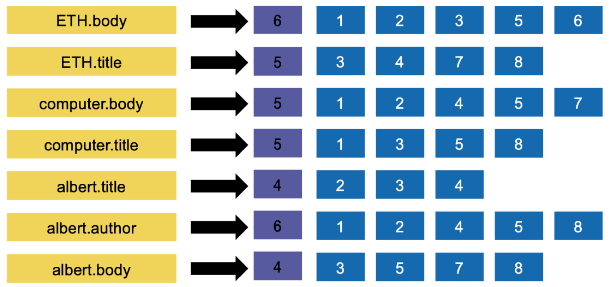 ETH.body 6 1 2 3 5 6
ETH.title 5 3 4 7 8
computer.body 5 1 2 4 5 7
computer.title 5 1 3 5 8
albert.title 4 2 3 4
albert.author 6 1 2 4 5 8
albert.body 4 3 5 7 8